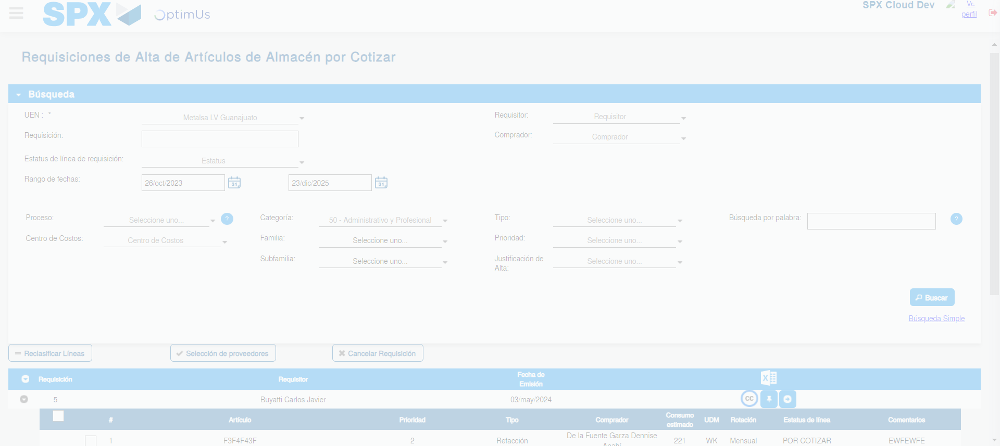 SPX OptimUs
SPX Cloud Dev
perfil
Requisiciones de Alta de Artículos de Almacén por Cotizar
Búsqueda
UEN : * Metalsa LV Guanajuato
Requisitor: Requisitor
Requisición:
Comprador: Comprador
Estatus de línea de requisición: Estatus
Rango de fechas: 26/oct/2023 31 23/dic/2025 31
Proceso: Seleccione uno... ?
Categoría: 50 - Administrativo y Profesional
Tipo: Seleccione uno...
Búsqueda por palabra: ?
Centro de Costos: Centro de Costos
Familia: Seleccione uno...
Prioridad: Seleccione uno...
Subfamilia: Seleccione uno...
Justificación de
Alta: Seleccione uno...
Buscar
Búsqueda Simple
Reclasificar Líneas
Selección de proveedores
Cancelar Requisición
Requisición Requisitor Fecha de
Emisión X
5 Buyatti Carlos Javier 03/may/2024 CC
# Artículo Prioridad Tipo Comprador Consumo
estimado UDM Rotación Estatus de línea Comentarios
1 F3F4F43F 2 Refacción De la Fuente Garza Dennise
Anahí 221 WK Mensual POR COTIZAR EWFEWFE